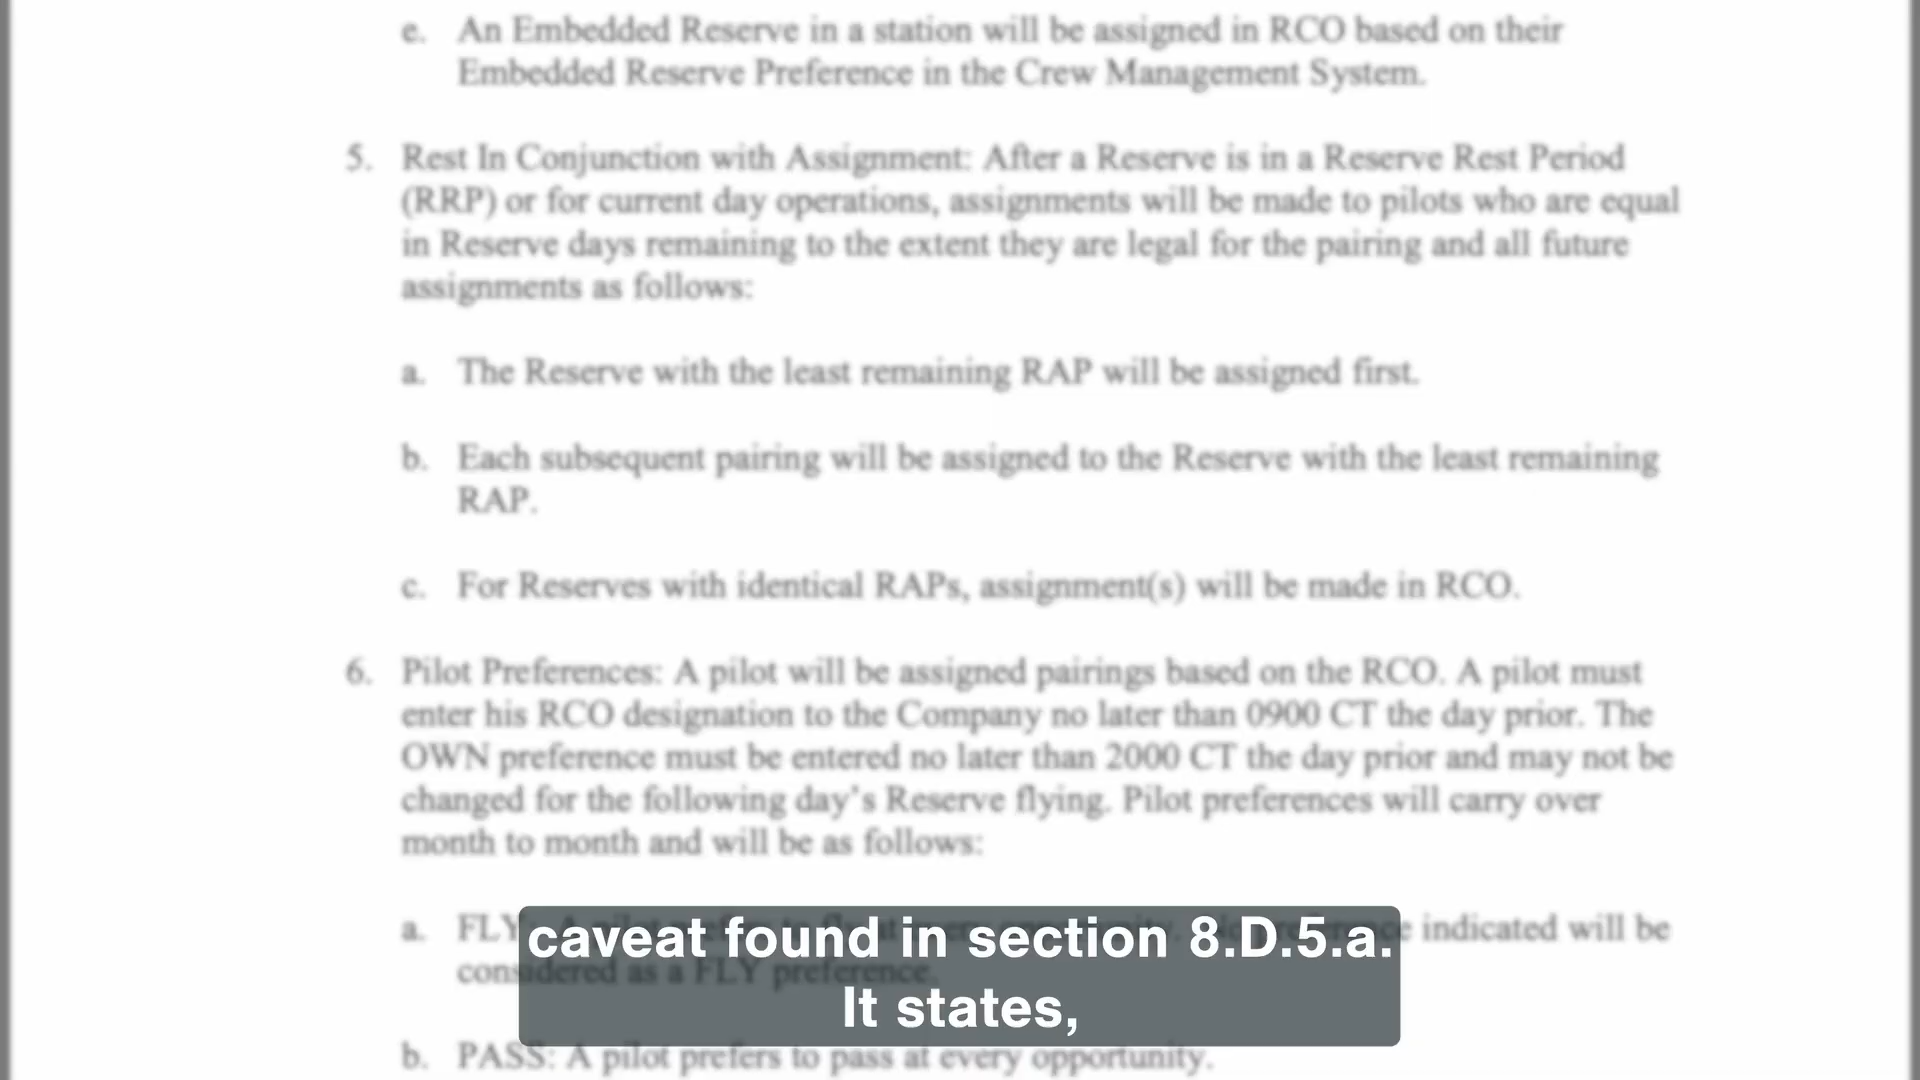 e. An Embedded Reserve in a station will be assigned in RCO based on their
Embedded Reserve Preference in the Crew Management System.
5. Rest In Conjunction with Assignment: After a Reserve is in a Reserve Rest Period
(RRP) or for current day operations, assignments will be made to pilots who are equal
in Reserve days remaining to the extent they are legal for the pairing and all future
assignments as follows:
a. The Reserve with the least remaining RAP will be assigned first.
b. Each subsequent pairing will be assigned to the Reserve with the least remaining
RAP.
c. For Reserves with identical RAPs, assignment(s) will be made in RCO.
6. Pilot Preferences: A pilot will be assigned pairings based on the RCO. A pilot must
enter his RCO designation to the Company no later than 0900 CT the day prior. The
OWN preference must be entered no later than 2000 CT the day prior and may not be
changed for the following day's Reserve flying. Pilot preferences will carry over
month to month and will be as follows:
a. FLY: indicated will be
considered as a FLY preference.
caveat found in section 8.D.5.a.
It states,
b. PASS: A pilot prefers to pass at every opportunity.